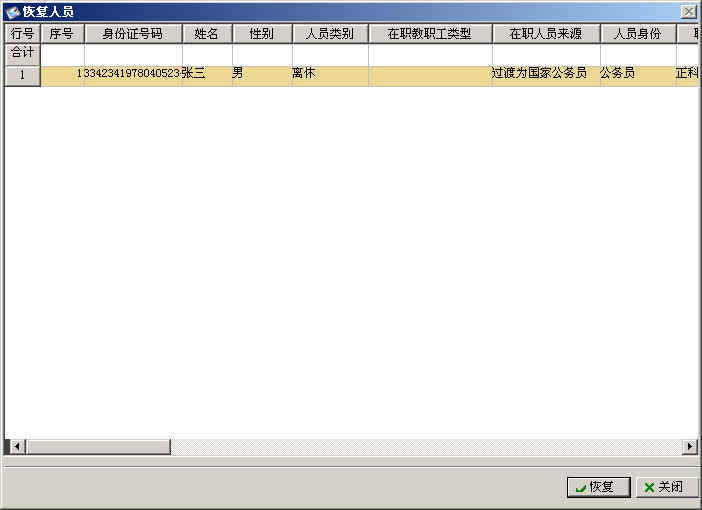 恢复人员
行号 序号 身份证号码 姓名 性别 人员类别 在职教职工类型 在职人员来源 人员身份
合计
1 1 33423419780405234 张三 男 离休 过渡为国家公务员 公务员 正科
恢复 关闭